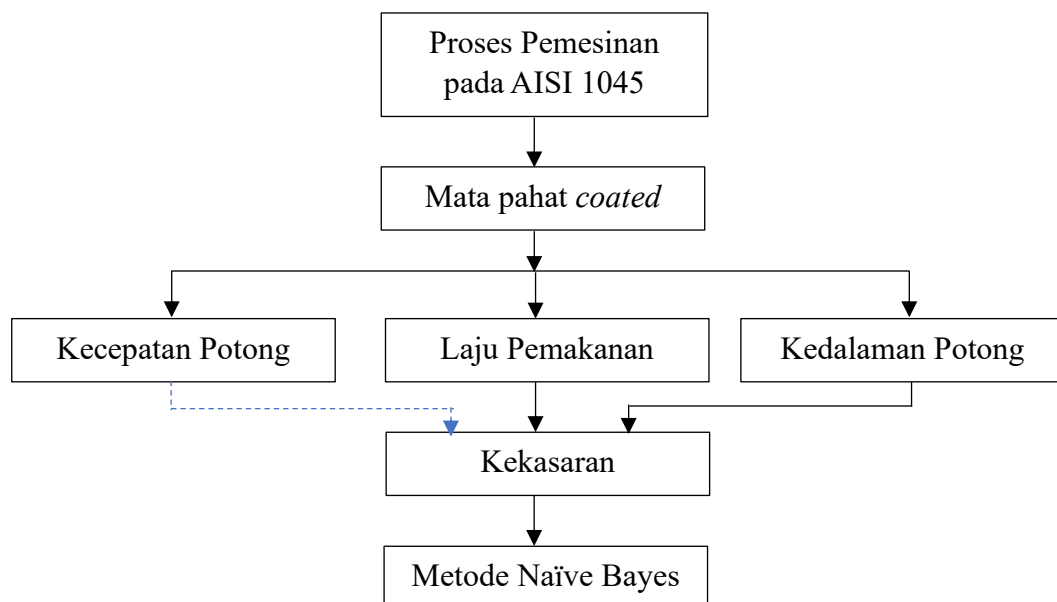 Proses Pemesinan
pada AISI 1045
Mata pahat coated
Kecepatan Potong
Laju Pemakanan
Kedalaman Potong
Kekasaran
Metode Naïve Bayes